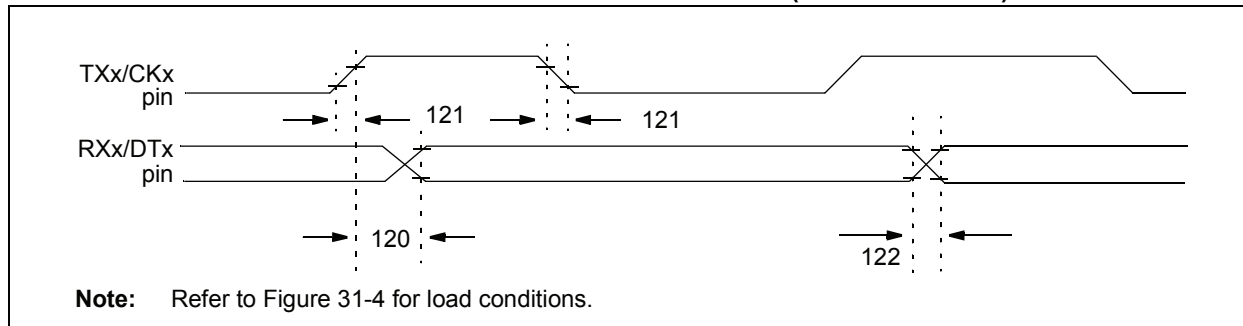 TXx/CKx
pin
121
121
RXx/DTx
pin
120
122
Note: Refer to Figure 31-4 for load conditions.